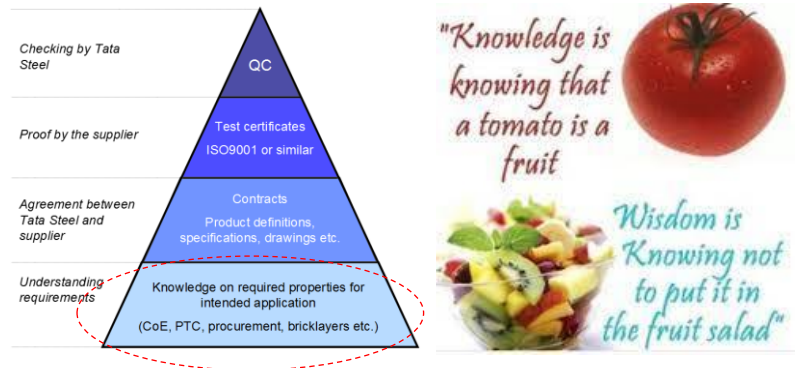 Checking by Tata
Steel
QC
Proof by the supplier
Test certificates
ISO9001 or similar
Agreement between
Tata Steel and
supplier
Contracts
Product definitions,
specifications, drawings etc.
Understanding
requirements
Knowledge on required properties for
intended application
(CoE, PTC, procurement, bricklayers etc.)
"Knowledge is
knowing that
a tomato is a
fruit
Wisdom is
Knowing not
to put it in
the fruit salad"